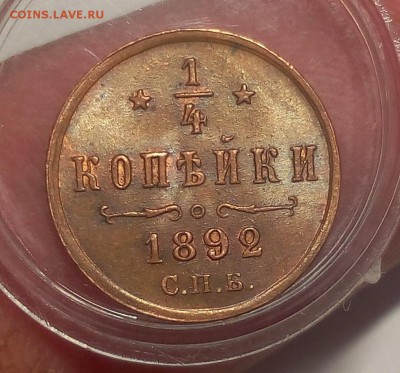 COINS.LAVE.RU
1/4
КОПѢЙКИ
1892
С.П.Б.